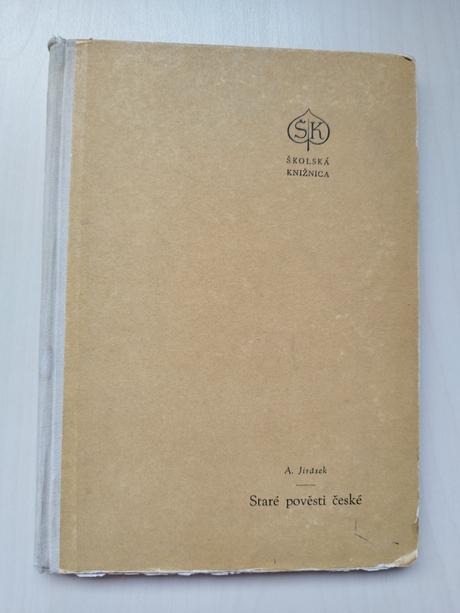 ŠK
ŠKOLSKÁ
KNIŽNICA
A. Jirásek
Staré pověsti české